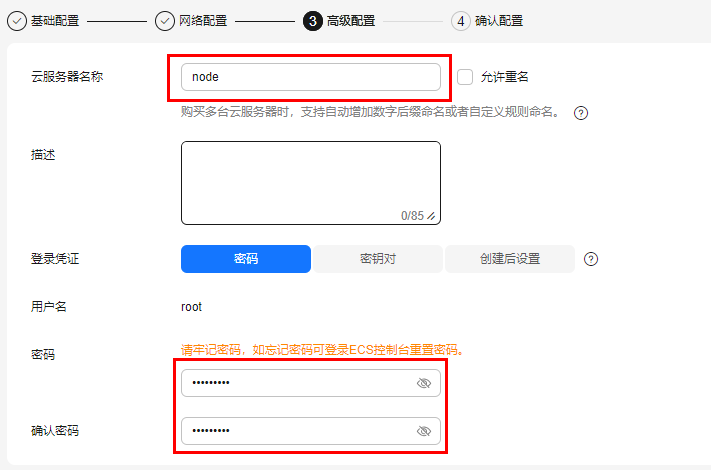 基础配置 网络配置 3 高级配置 4 确认配置
云服务器名称 node 允许重名
购买多台云服务器时，支持自动增加数字后缀命名或者自定义规则命名。 ?
描述
0/85
登录凭证 密码 密钥对 创建后设置 ?
用户名 root
请牢记密码，如忘记密码可登录ECS控制台重置密码。
密码
•••••••••
确认密码 •••••••••